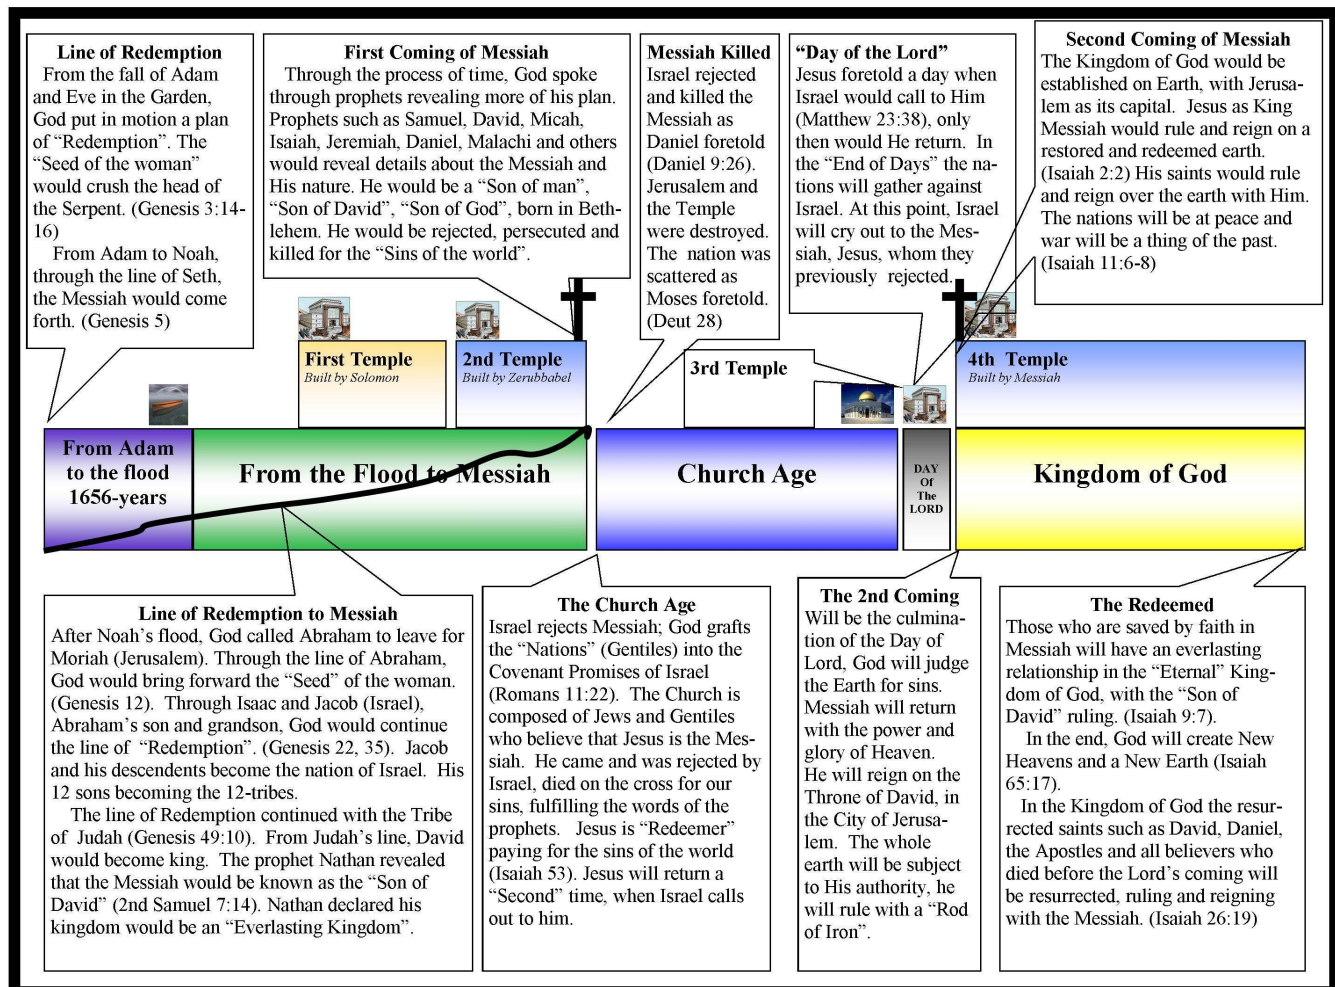 Line of Redemption
From the fall of Adam
and Eve in the Garden,
God put in motion a plan
of “Redemption”. The
“Seed of the woman”
would crush the head of
the Serpent. (Genesis 3:14-
16)
From Adam to Noah,
through the line of Seth,
the Messiah would come
forth. (Genesis 5)
First Coming of Messiah
Through the process of time, God spoke
through prophets revealing more of his plan.
Prophets such as Samuel, David, Micah,
Isaiah, Jeremiah, Daniel, Malachi and others
would reveal details about the Messiah and
His nature. He would be a “Son of man”,
“Son of David”, “Son of God”, born in Beth-
lehem. He would be rejected, persecuted and
killed for the “Sins of the world”.
Messiah Killed
Israel rejected
and killed the
Messiah as
Daniel foretold
(Daniel 9:26).
Jerusalem and
the Temple
were destroyed.
The nation was
scattered as
Moses foretold.
(Deut 28)
“Day of the Lord”
Jesus foretold a day when
Israel would call to Him
(Matthew 23:38), only
then would He return. In
the “End of Days” the na-
tions will gather against
Israel. At this point, Israel
will cry out to the Mes-
siah, Jesus, whom they
previously rejected.
Second Coming of Messiah
The Kingdom of God would be
established on Earth, with Jerusa-
lem as its capital. Jesus as King
Messiah would rule and reign on a
restored and redeemed earth.
(Isaiah 2:2) His saints would rule
and reign over the earth with Him.
The nations will be at peace and
war will be a thing of the past.
(Isaiah 11:6-8)
First Temple
Built by Solomon
2nd Temple
Built by Zerubbabel
3rd Temple
4th Temple
Built by Messiah
From Adam
to the flood
1656-years
From the Flood to Messiah
Church Age
DAY
Of
The
LORD
Kingdom of God
Line of Redemption to Messiah
After Noah’s flood, God called Abraham to leave for
Moriah (Jerusalem). Through the line of Abraham,
God would bring forward the “Seed” of the woman.
(Genesis 12). Through Isaac and Jacob (Israel),
Abraham’s son and grandson, God would continue
the line of “Redemption”. (Genesis 22, 35). Jacob
and his descendents become the nation of Israel. His
12 sons becoming the 12-tribes.
The line of Redemption continued with the Tribe
of Judah (Genesis 49:10). From Judah’s line, David
would become king. The prophet Nathan revealed
that the Messiah would be known as the “Son of
David” (2nd Samuel 7:14). Nathan declared his
kingdom would be an “Everlasting Kingdom”.
The Church Age
Israel rejects Messiah; God grafts
the “Nations” (Gentiles) into the
Covenant Promises of Israel
(Romans 11:22). The Church is
composed of Jews and Gentiles
who believe that Jesus is the Mes-
siah. He came and was rejected by
Israel, died on the cross for our
sins, fulfilling the words of the
prophets. Jesus is “Redeemer”
paying for the sins of the world
(Isaiah 53). Jesus will return a
“Second” time, when Israel calls
out to him.
The 2nd Coming
Will be the culmina-
tion of the Day of
Lord, God will judge
the Earth for sins.
Messiah will return
with the power and
glory of Heaven.
He will reign on the
Throne of David, in
the City of Jerusa-
lem. The whole
earth will be subject
to His authority, he
will rule with a “Rod
of Iron”.
The Redeemed
Those who are saved by faith in
Messiah will have an everlasting
relationship in the “Eternal” King-
dom of God, with the “Son of
David” ruling. (Isaiah 9:7).
In the end, God will create New
Heavens and a New Earth (Isaiah
65:17).
In the Kingdom of God the resur-
rected saints such as David, Daniel,
the Apostles and all believers who
died before the Lord’s coming will
be resurrected, ruling and reigning
with the Messiah. (Isaiah 26:19)